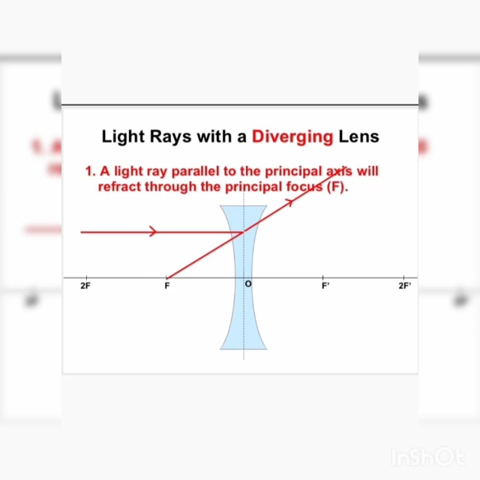 Light Rays with a Diverging Lens
1. A light ray parallel to the principal axis will
refract through the principal focus (F).
2F F O F' 2F'
InShOt